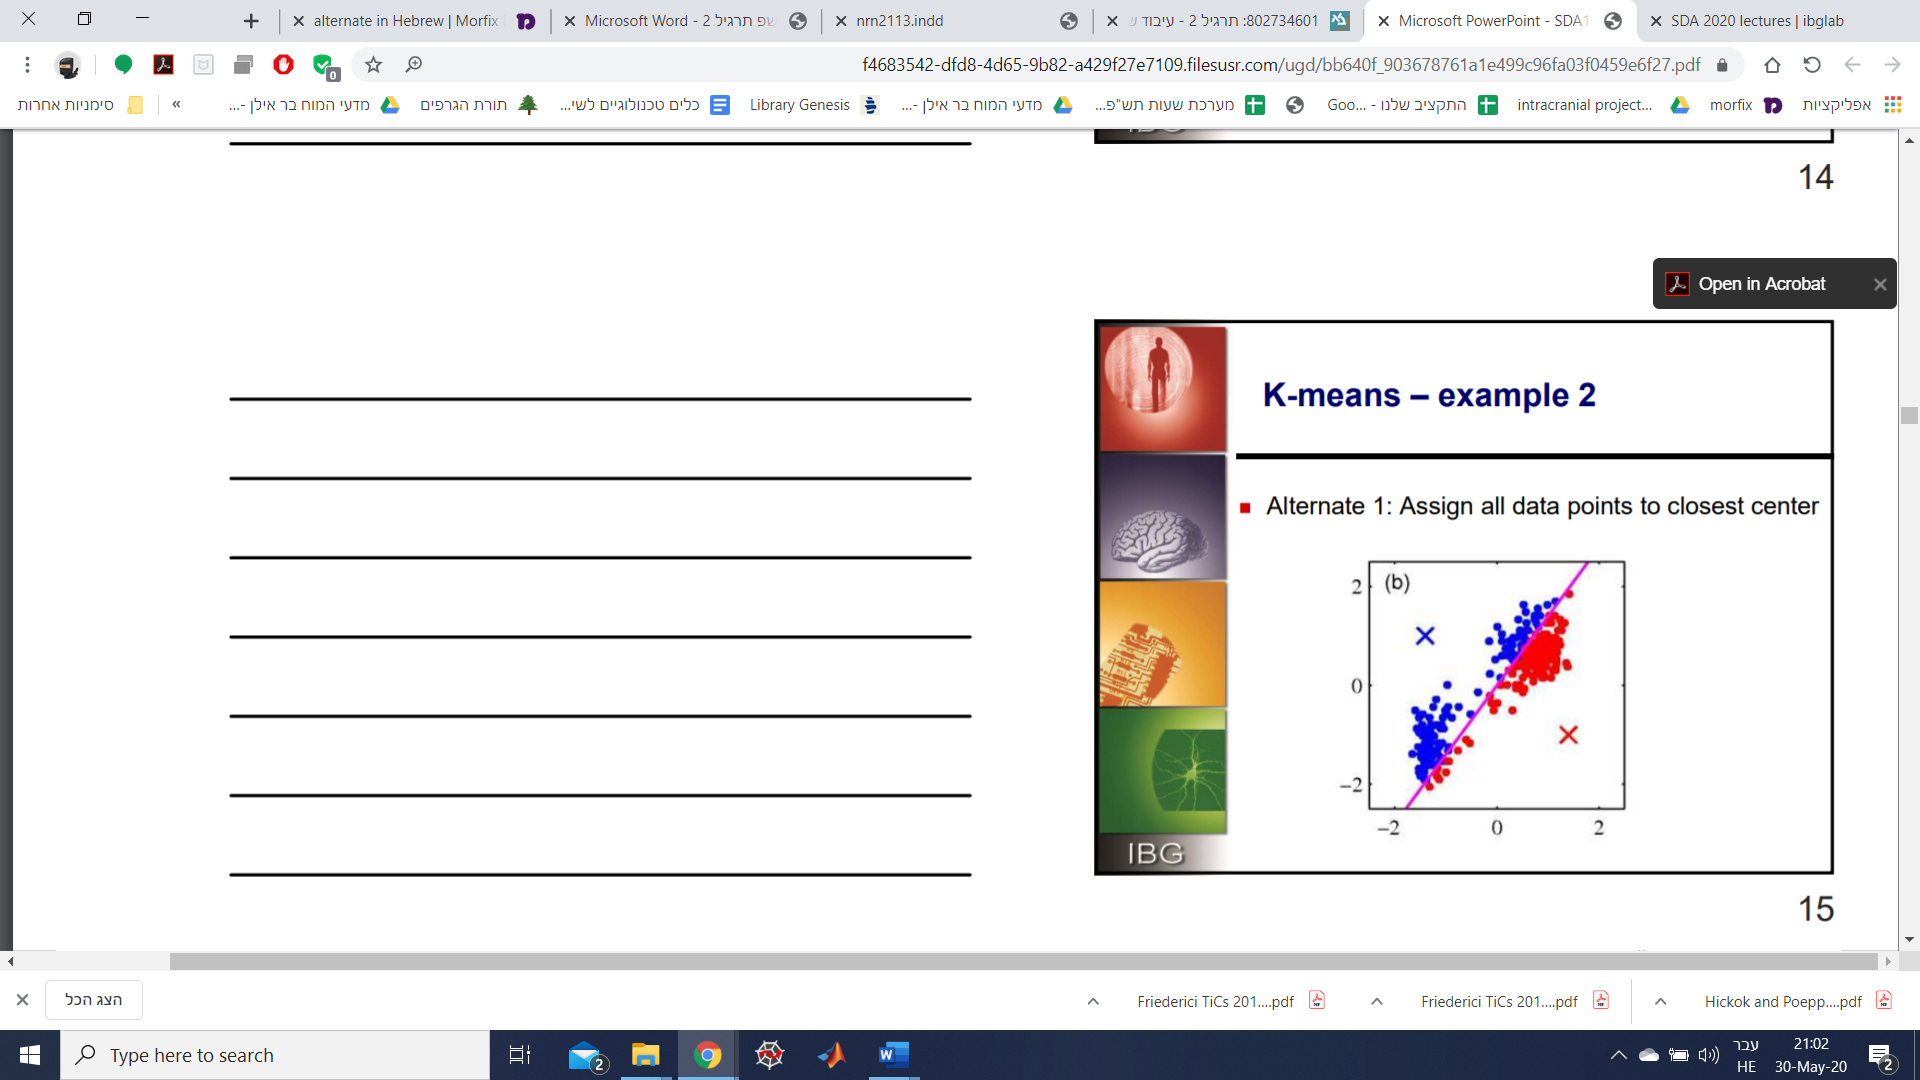 alternate in Hebrew | Morfix
Microsoft Word - שפ תרגיל 2
nrn2113.indd
802734601: תרגיל 2 - עיבוד
Microsoft PowerPoint - SDA1
SDA 2020 lectures | ibglab
f4683542-dfd8-4d65-9b82-a429f27e7109.filesusr.com/ugd/bb640f_903678761a1e499c96fa03f0459e6f27.pdf
0
סימניות אחרות
»
מדעי המוח בר אילן -...
תורת הגרפים
כלים טכנולוגיים לשי...
Library Genesis
מדעי המוח בר אילן -...
מערכת שעות תש"פ...
התקציב שלנו - Goo...
intracranial project...
morfix
אפליקציות
14
Open in Acrobat
K-means – example 2
Alternate 1: Assign all data points to closest center
(b)
2
0
−2
−2 0 2
IBG
15
הצג הכל
Friederici TiCs 201....pdf
Friederici TiCs 201....pdf
Hickok and Poepp....pdf
Type here to search
2
עבר
HE
21:02
30-May-20
2